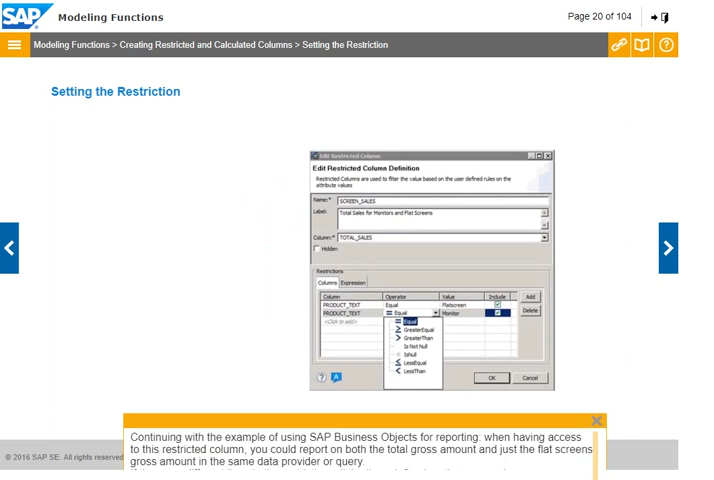 SAP
Modeling Functions
Page 20 of 104
Modeling Functions > Creating Restricted and Calculated Columns > Setting the Restriction
Setting the Restriction
Edit Restricted Column
Edit Restricted Column Definition
Restricted Columns are used to filter the value based on the user defined rules on the
attribute values
Name:* SCREEN_SALES
Label: Total Sales for Monitors and Flat Screens
Column:* TOTAL_SALES
Hidden
Restrictions
Columns Expression
Column Operator Value Include Add
PRODUCT_TEXT Equal Flatscreen
PRODUCT_TEXT Equal Monitor Delete
<Click to add> Equal
GreaterEqual
GreaterThan
Is Not Null
IsNull
LessEqual
LessThan
? A OK Cancel
Continuing with the example of using SAP Business Objects for reporting: when having access
to this restricted column, you could report on both the total gross amount and just the flat screens
gross amount in the same data provider or query.
© 2016 SAP SE. All rights reserved